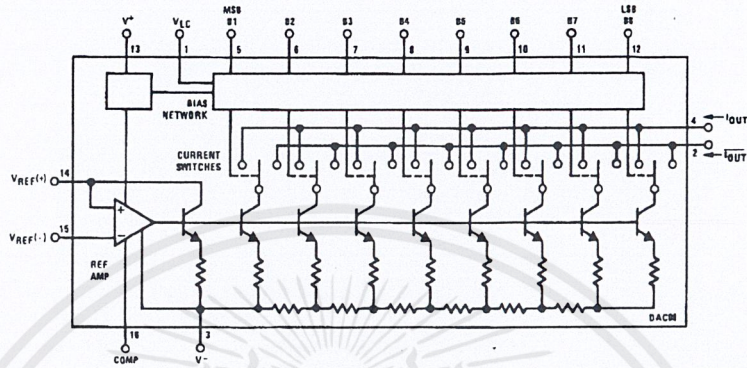 MSB LSB
V+ VLC B1 B2 B3 B4 B5 B6 B7 B8
13 1 5 6 7 8 9 10 11 12
BIAS
NETWORK
4 IOUT
CURRENT
SWITCHES
2 IOUT
VREF(+) 14
+
VREF(-) 15
−
REF
AMP
16 3
COMP V−